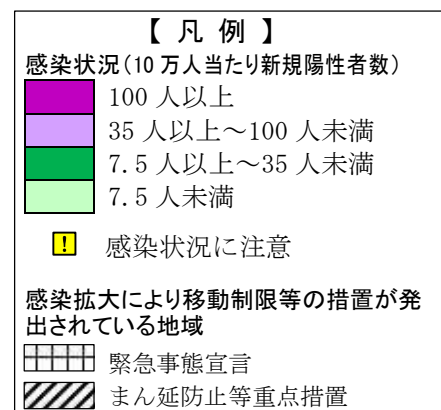 【 凡 例 】
感染状況（10 万人当たり新規陽性者数）
100 人以上
35 人以上～100 人未満
7.5 人以上～35 人未満
7.5 人未満
! 感染状況に注意
感染拡大により移動制限等の措置が発
出されている地域
緊急事態宣言
まん延防止等重点措置